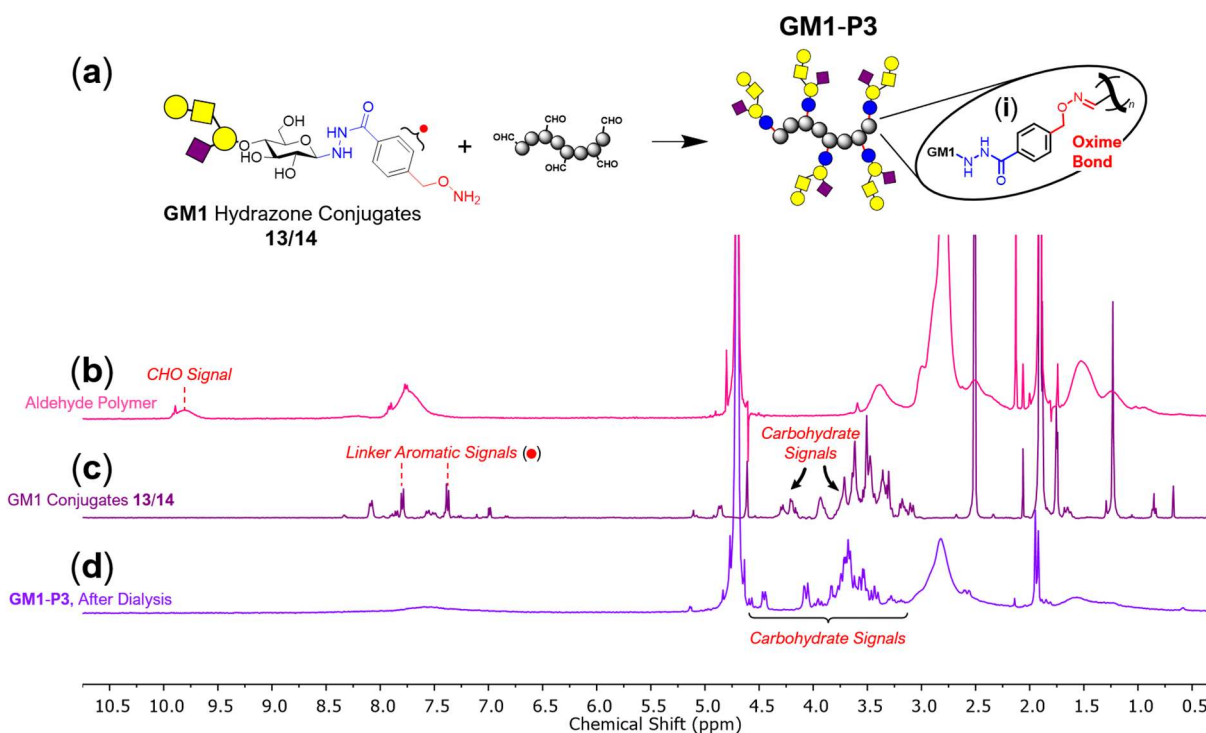 GM1-P3
(a)
HO
OH
O
HO
OH
O
N
H
H
N
O
O
NH₂
GM1 Hydrazone Conjugates
13/14
+
OHC
CHO
CHO
OHC
CHO
OHC
(i)
GM1
N
H
H
N
O
O
N
n
Oxime
Bond
(b)
CHO Signal
Aldehyde Polymer
(c)
Linker Aromatic Signals (●)
Carbohydrate
Signals
GM1 Conjugates 13/14
(d)
GM1-P3, After Dialysis
Carbohydrate Signals
10.5 10.0 9.5 9.0 8.5 8.0 7.5 7.0 6.5 6.0 5.5 5.0 4.5 4.0 3.5 3.0 2.5 2.0 1.5 1.0 0.5
Chemical Shift (ppm)